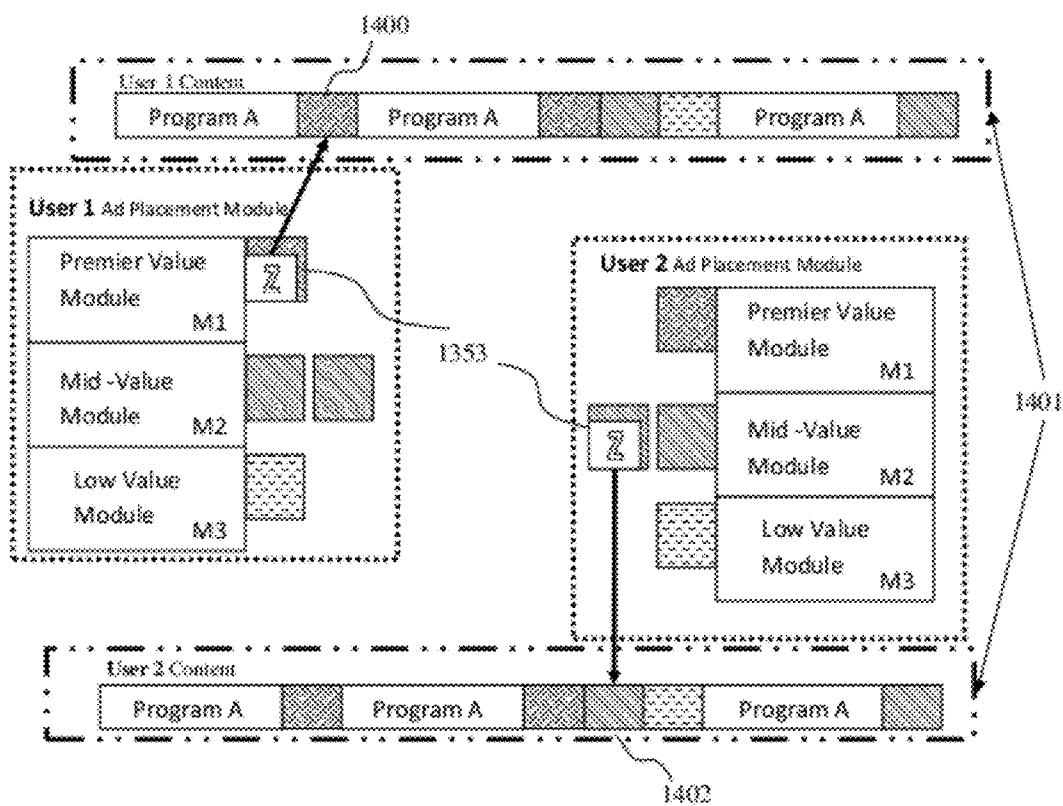 1400
User 1 Content
Program A
Program A
Program A
User 1 Ad Placement Module
Premier Value
Module
M1
Z
Mid -Value
Module
M2
Low Value
Module
M3
1353
User 2 Ad Placement Module
Premier Value
Module
M1
Z
Mid -Value
Module
M2
Low Value
Module
M3
1401
User 2 Content
Program A
Program A
Program A
1402